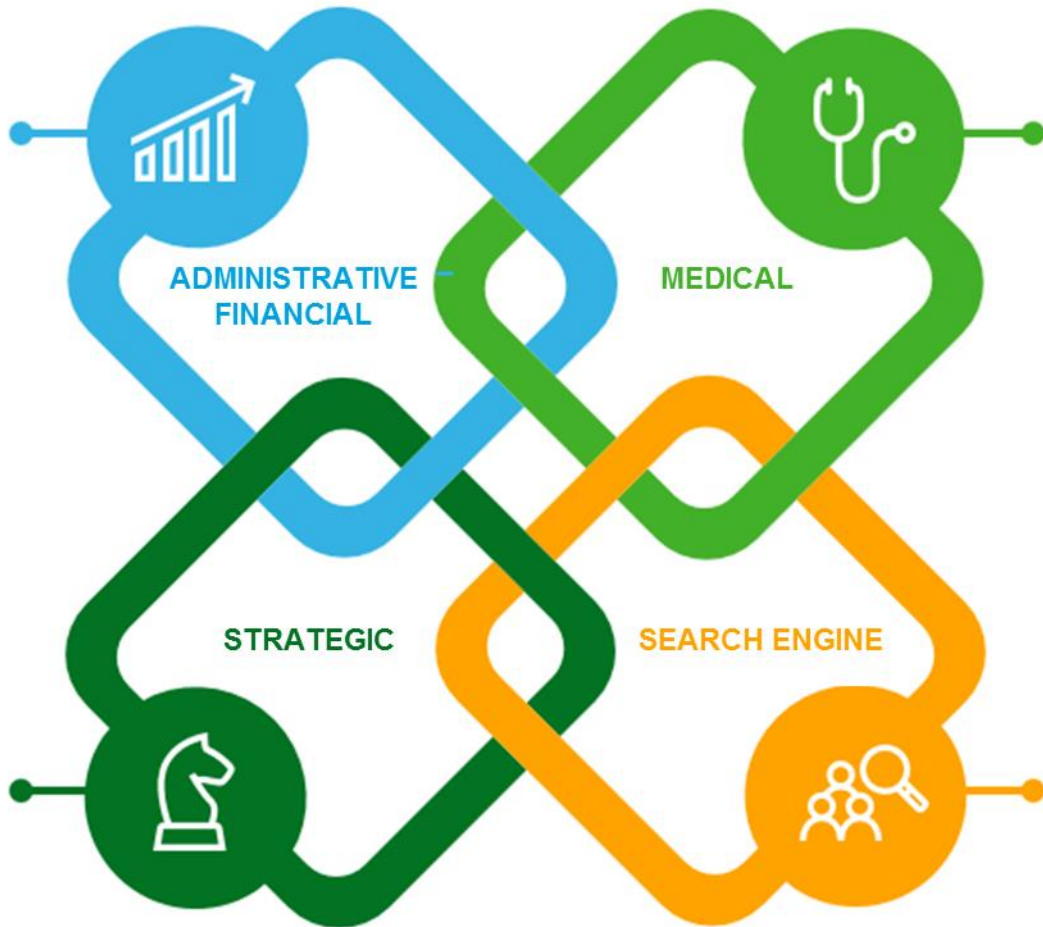 ADMINISTRATIVE
FINANCIAL
MEDICAL
STRATEGIC
SEARCH ENGINE